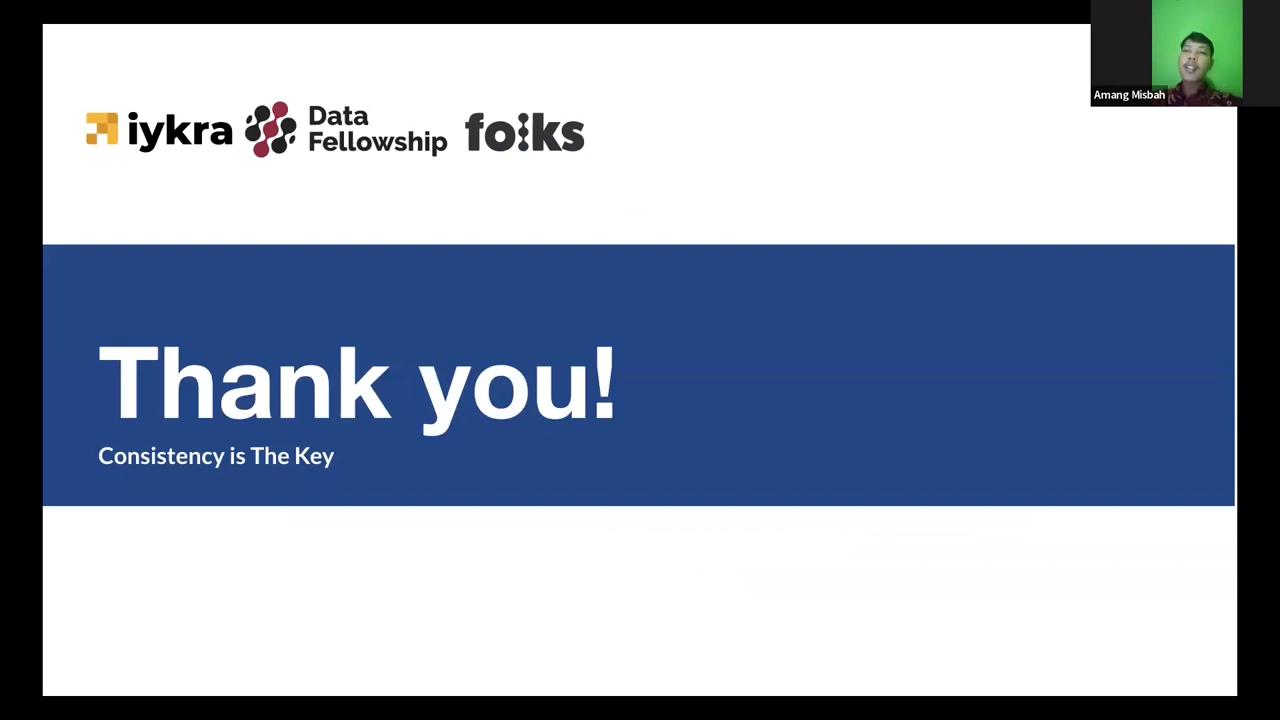 iykra
Data
Fellowship
folks
Amang Misbah
Thank you!
Consistency is The Key